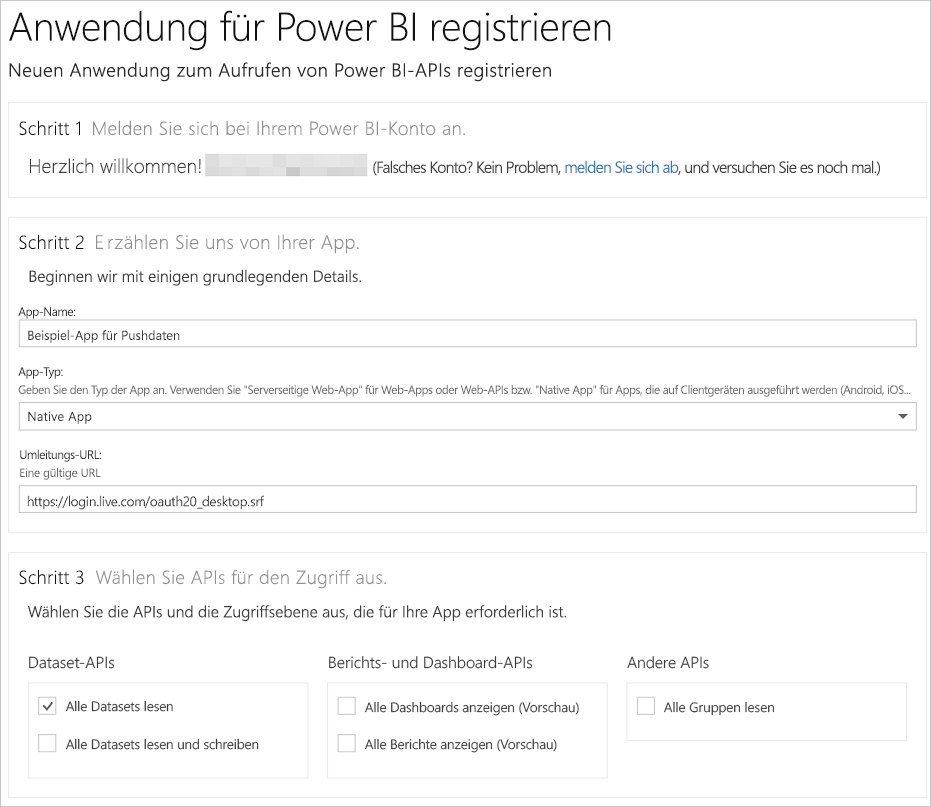 Anwendung für Power BI registrieren
Neuen Anwendung zum Aufrufen von Power BI-APIs registrieren
Schritt 1 Melden Sie sich bei Ihrem Power BI-Konto an.
Herzlich willkommen! (Falsches Konto? Kein Problem, melden Sie sich ab, und versuchen Sie es noch mal.)
Schritt 2 Erzählen Sie uns von Ihrer App.
Beginnen wir mit einigen grundlegenden Details.
App-Name:
Beispiel-App für Pushdaten
App-Typ:
Geben Sie den Typ der App an. Verwenden Sie "Serverseitige Web-App" für Web-Apps oder Web-APIs bzw. "Native App" für Apps, die auf Clientgeräten ausgeführt werden (Android, iOS...
Native App
Umleitungs-URL:
Eine gültige URL
https://login.live.com/oauth20_desktop.srf
Schritt 3 Wählen Sie APIs für den Zugriff aus.
Wählen Sie die APIs und die Zugriffsebene aus, die für Ihre App erforderlich ist.
Dataset-APIs
Alle Datasets lesen
Alle Datasets lesen und schreiben
Berichts- und Dashboard-APIs
Alle Dashboards anzeigen (Vorschau)
Alle Berichte anzeigen (Vorschau)
Andere APIs
Alle Gruppen lesen